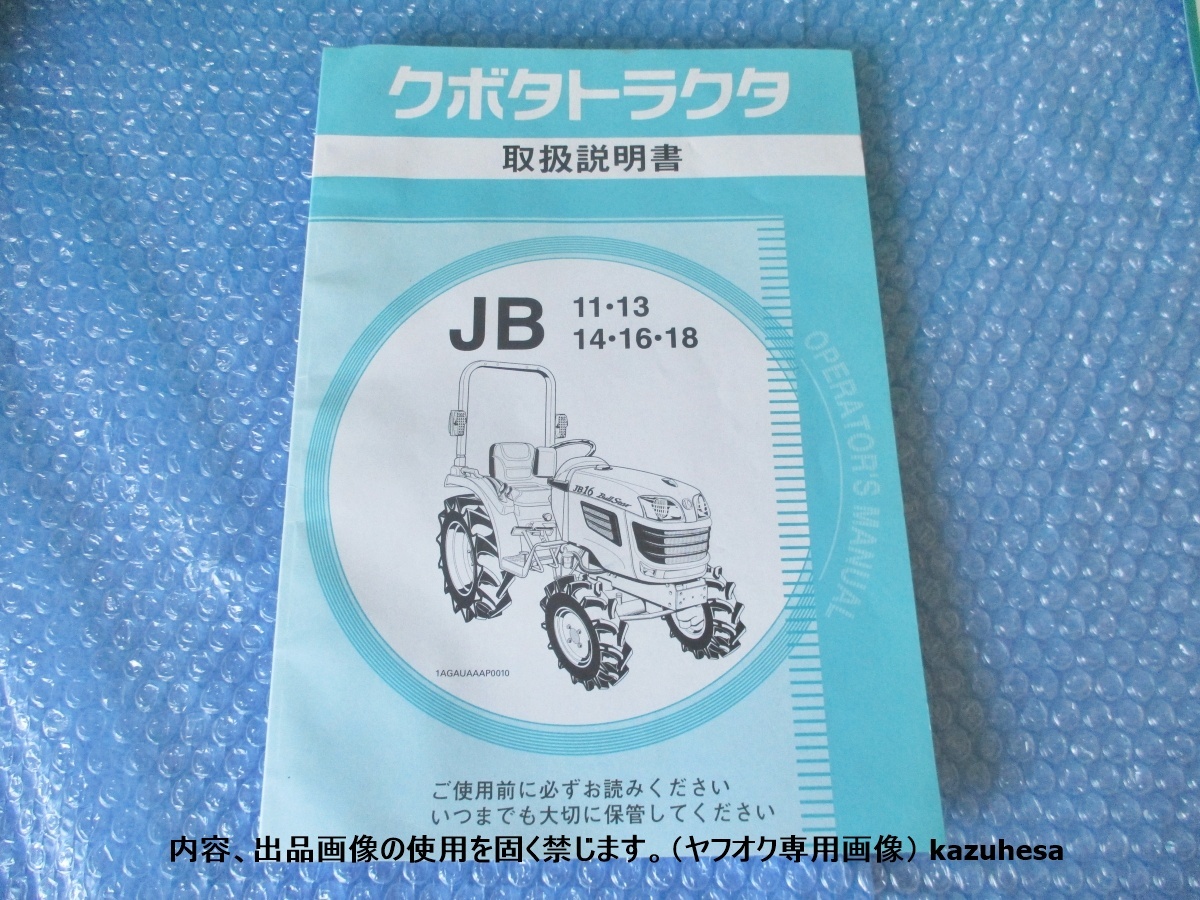 クボタトラクタ
取扱説明書
JB 11・13
14・16・18
OPERATOR'S MANUAL
JB16 Bull Star
1AGAUAAAP0010
ご使用前に必ずお読みください
いつまでも大切に保管してください
内容、出品画像の使用を固く禁じます。（ヤフオク専用画像） kazuhesa